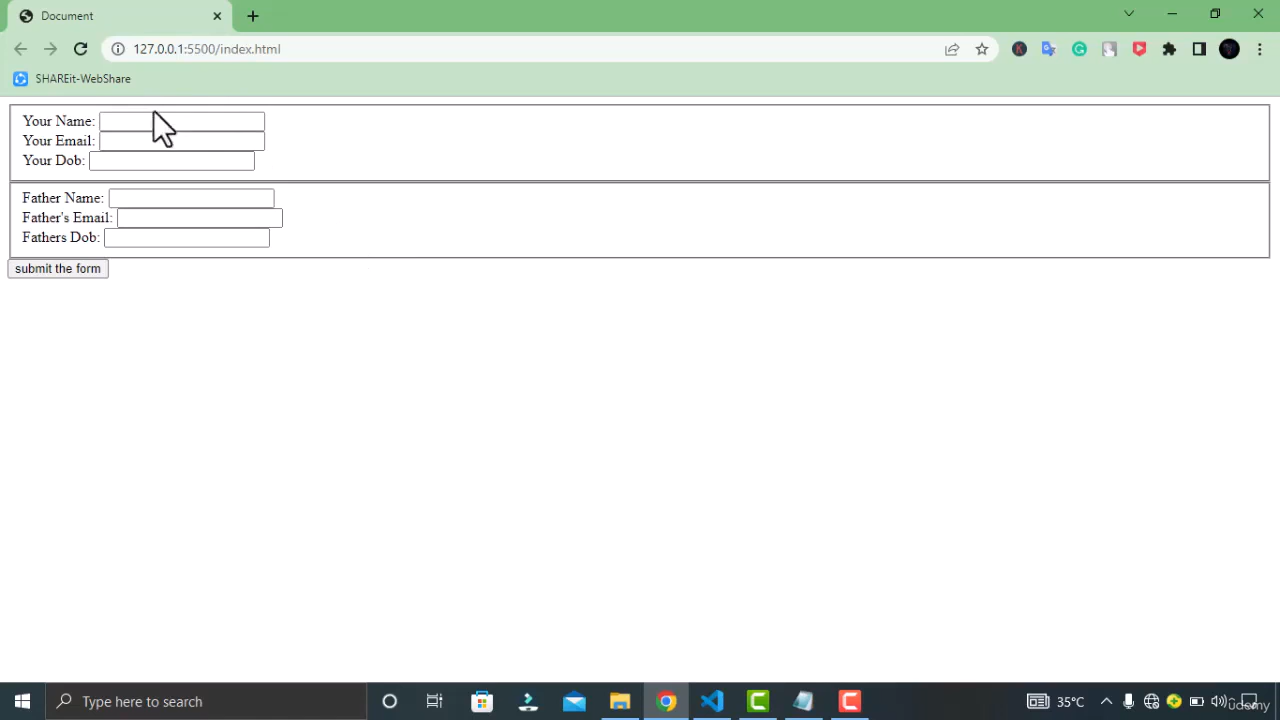 Document
127.0.0.1:5500/index.html
SHAREit-WebShare
Your Name:
Your Email:
Your Dob:
Father Name:
Father's Email:
Fathers Dob:
submit the form
Type here to search
35°C
ûdemy